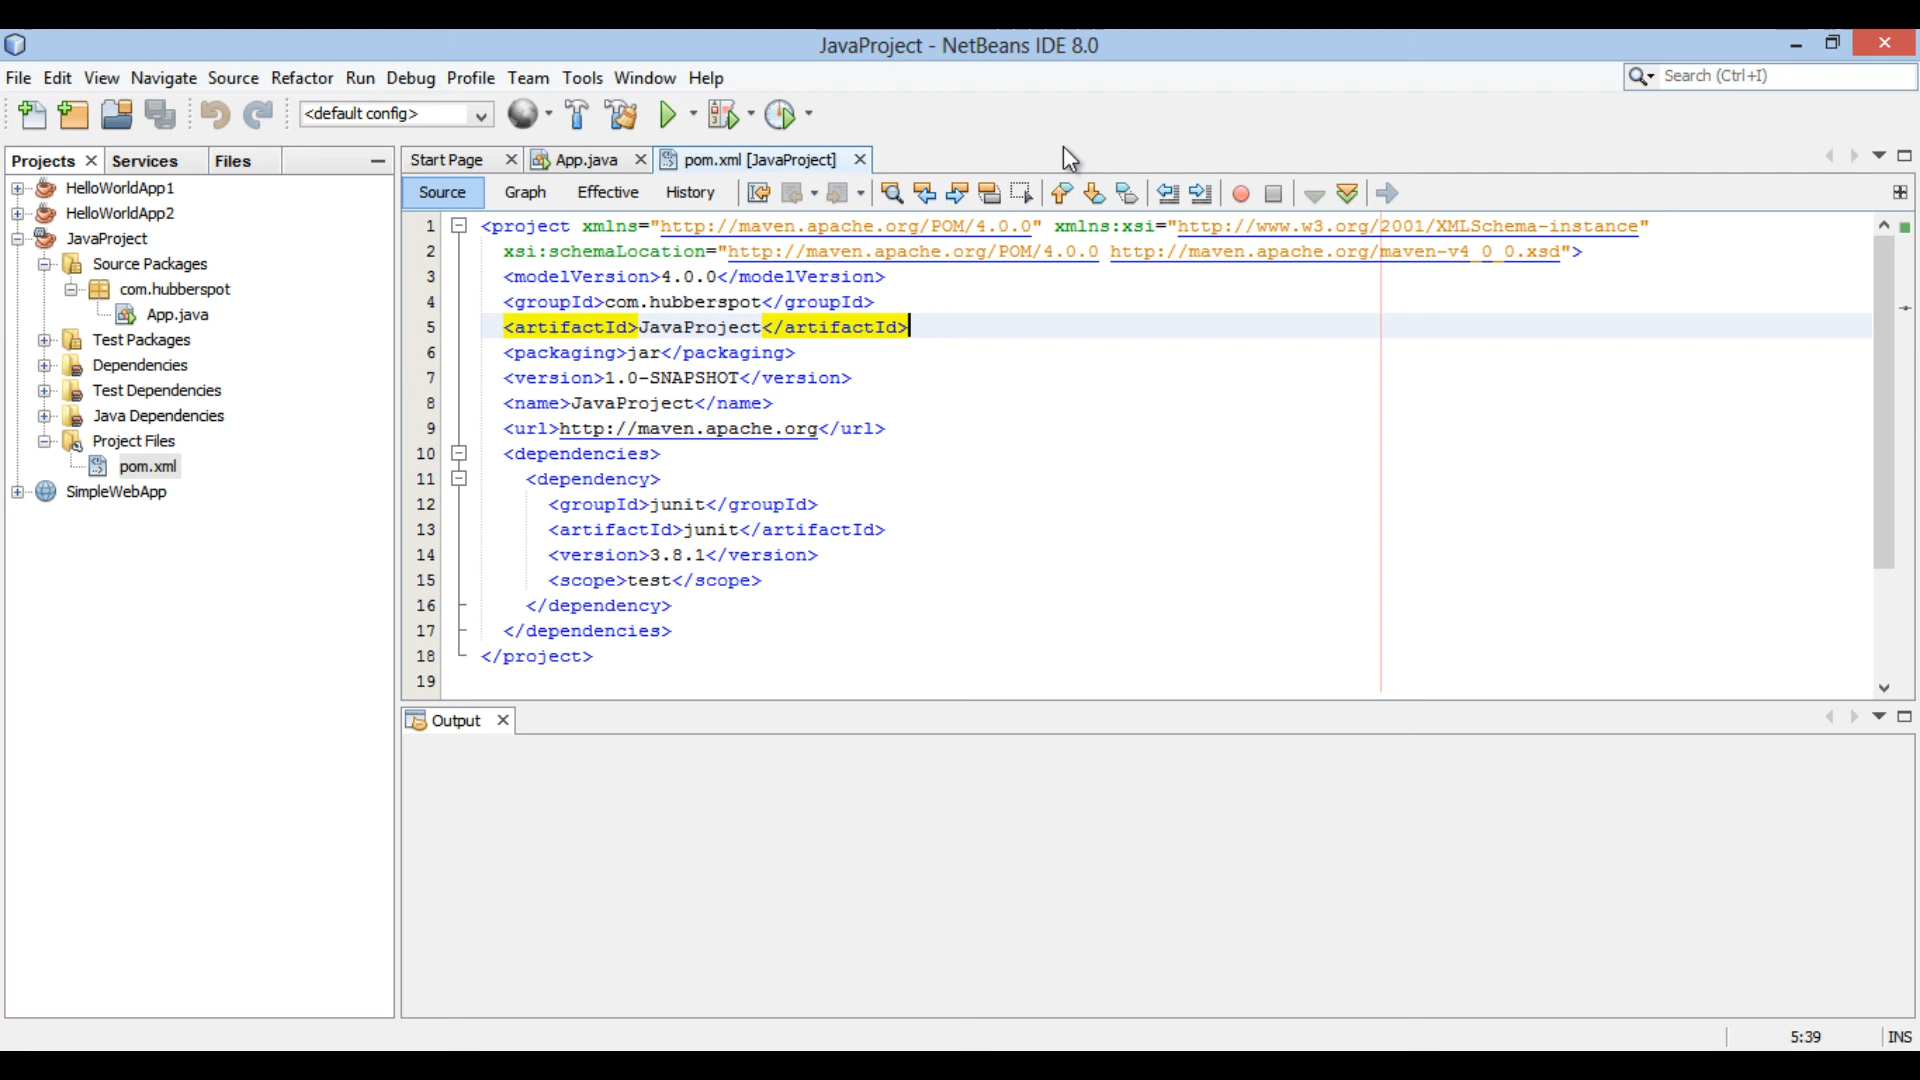 JavaProject - NetBeans IDE 8.0
File Edit View Navigate Source Refactor Run Debug Profile Team Tools Window Help
Search (Ctrl+I)
<default config>
Projects Services Files
HelloWorldApp1
HelloWorldApp2
JavaProject
Source Packages
com.hubberspot
App.java
Test Packages
Dependencies
Test Dependencies
Java Dependencies
Project Files
pom.xml
SimpleWebApp
Start Page App.java pom.xml [JavaProject]
Source Graph Effective History
1 <project xmlns="http://maven.apache.org/POM/4.0.0" xmlns:xsi="http://www.w3.org/2001/XMLSchema-instance"
2 xsi:schemaLocation="http://maven.apache.org/POM/4.0.0 http://maven.apache.org/maven-v4_0_0.xsd">
3 <modelVersion>4.0.0</modelVersion>
4 <groupId>com.hubberspot</groupId>
5 <artifactId>JavaProject</artifactId>
6 <packaging>jar</packaging>
7 <version>1.0-SNAPSHOT</version>
8 <name>JavaProject</name>
9 <url>http://maven.apache.org</url>
10 <dependencies>
11 <dependency>
12 <groupId>junit</groupId>
13 <artifactId>junit</artifactId>
14 <version>3.8.1</version>
15 <scope>test</scope>
16 </dependency>
17 </dependencies>
18 </project>
19
Output
5:39 INS